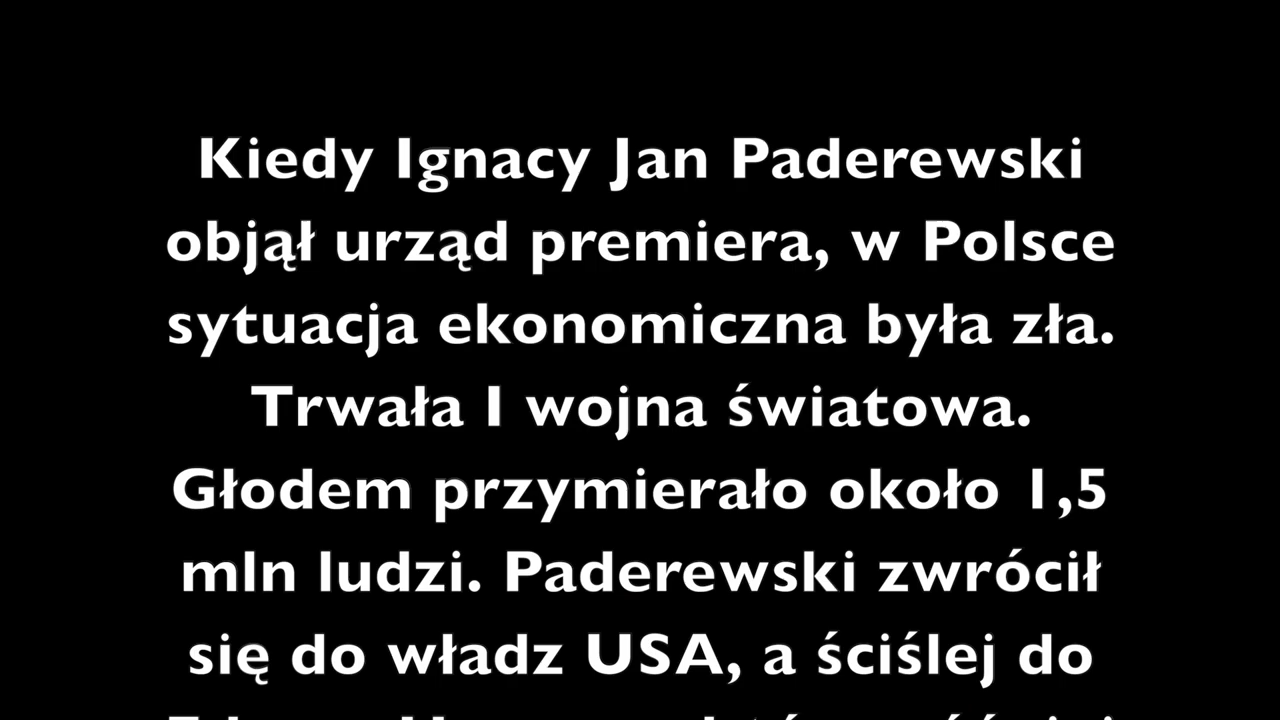 Kiedy Ignacy Jan Paderewski
objął urząd premiera, w Polsce
sytuacja ekonomiczna była zła.
Trwała I wojna światowa.
Głodem przymierało około 1,5
mln ludzi. Paderewski zwrócił
się do władz USA, a ściślej do